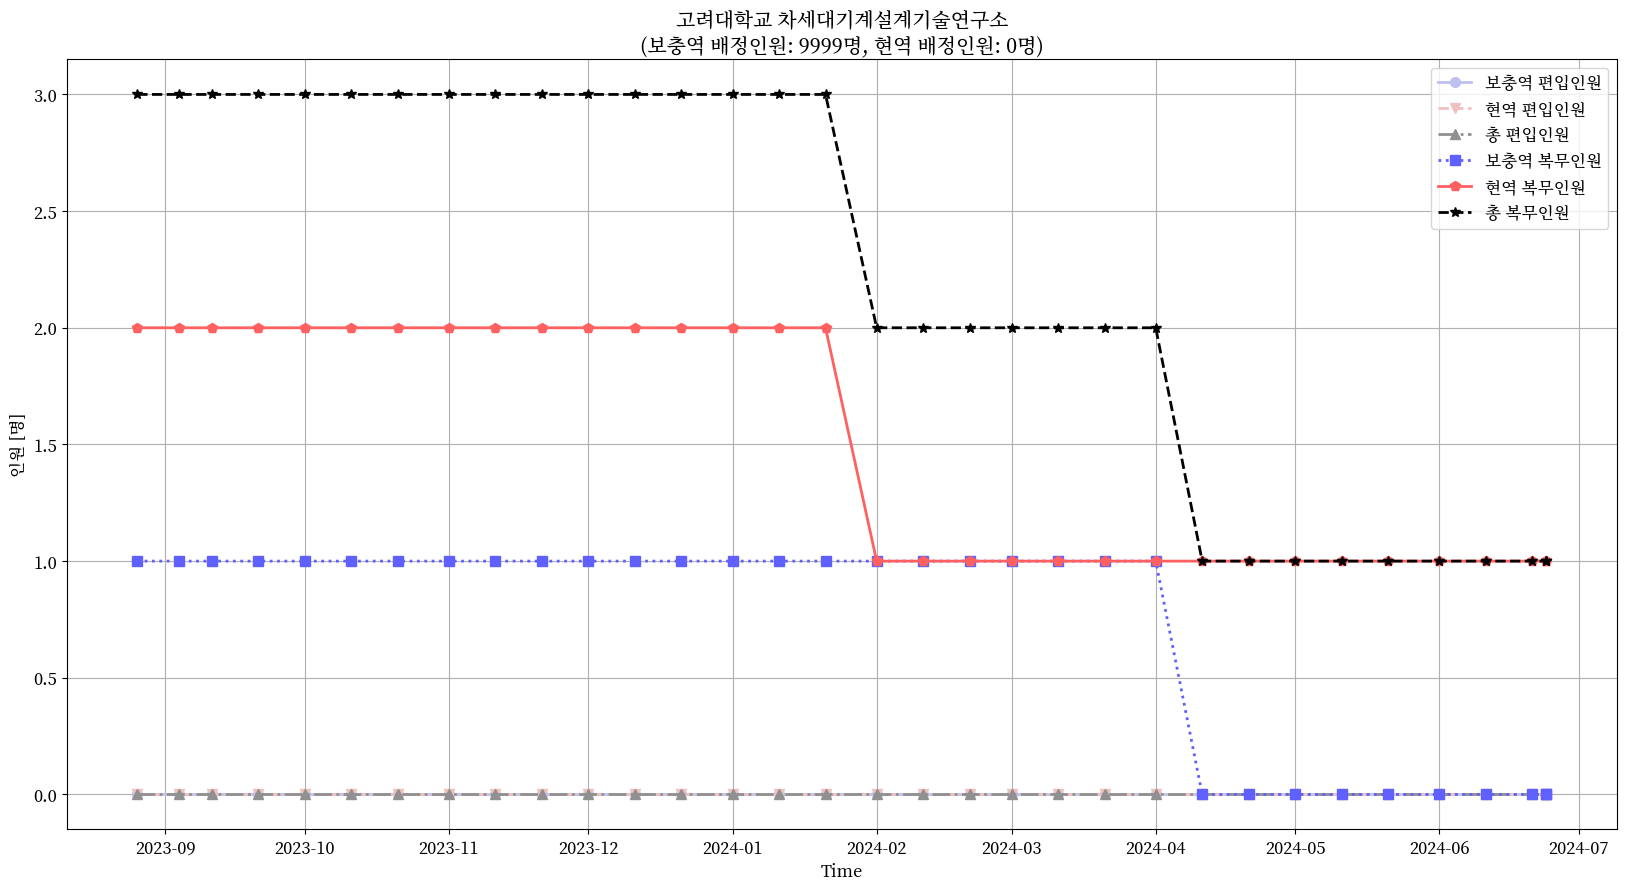 고려대학교 차세대기계설계기술연구소
(보충역 배정인원: 9999명, 현역 배정인원: 0명)
보충역 편입인원
현역 편입인원
총 편입인원
보충역 복무인원
현역 복무인원
총 복무인원
인원 [명]
3.0
2.5
2.0
1.5
1.0
0.5
0.0
2023-09 2023-10 2023-11 2023-12 2024-01 2024-02 2024-03 2024-04 2024-05 2024-06 2024-07
Time